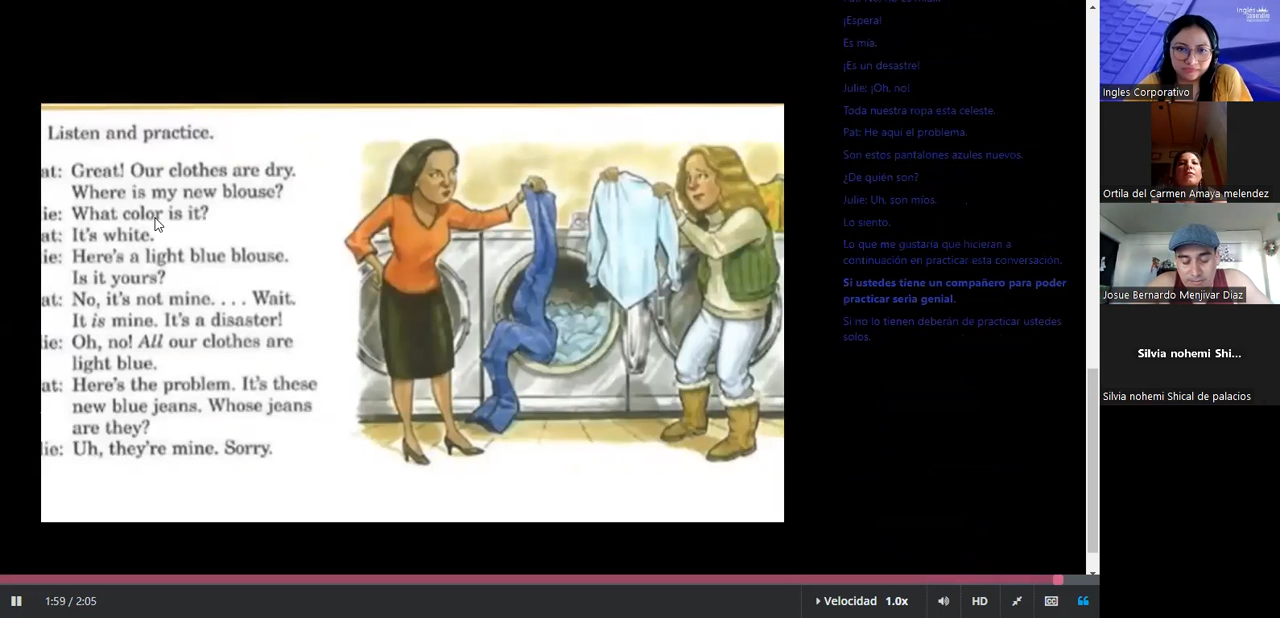 Listen and practice.
at: Great! Our clothes are dry.
Where is my new blouse?
ie: What color is it?
at: It's white.
ie: Here's a light blue blouse.
Is it yours?
at: No, it's not mine. . . . Wait.
It is mine. It's a disaster!
ie: Oh, no! All our clothes are
light blue.
at: Here's the problem. It's these
new blue jeans. Whose jeans
are they?
lie: Uh, they're mine. Sorry.
¡Espera!
Es mía.
¡Es un desastre!
Julie: ¡Oh, no!
Toda nuestra ropa esta celeste.
Pat: He aquí el problema.
Son estos pantalones azules nuevos.
¿De quién son?
Julie: Uh, son míos.
Lo siento.
Lo que me gustaría que hicieran a
continuación en practicar esta conversación.
Si ustedes tiene un compañero para poder
practicar seria genial.
Si no lo tienen deberán de practicar ustedes
solos.
1:59 / 2:05
Velocidad 1.0x
HD
CC
Ingles
Ingles Corporativo
Ortila del Carmen Amaya melendez
Josue Bernardo Menjivar Diaz
Silvia nohemi Shi...
Silvia nohemi Shical de palacios